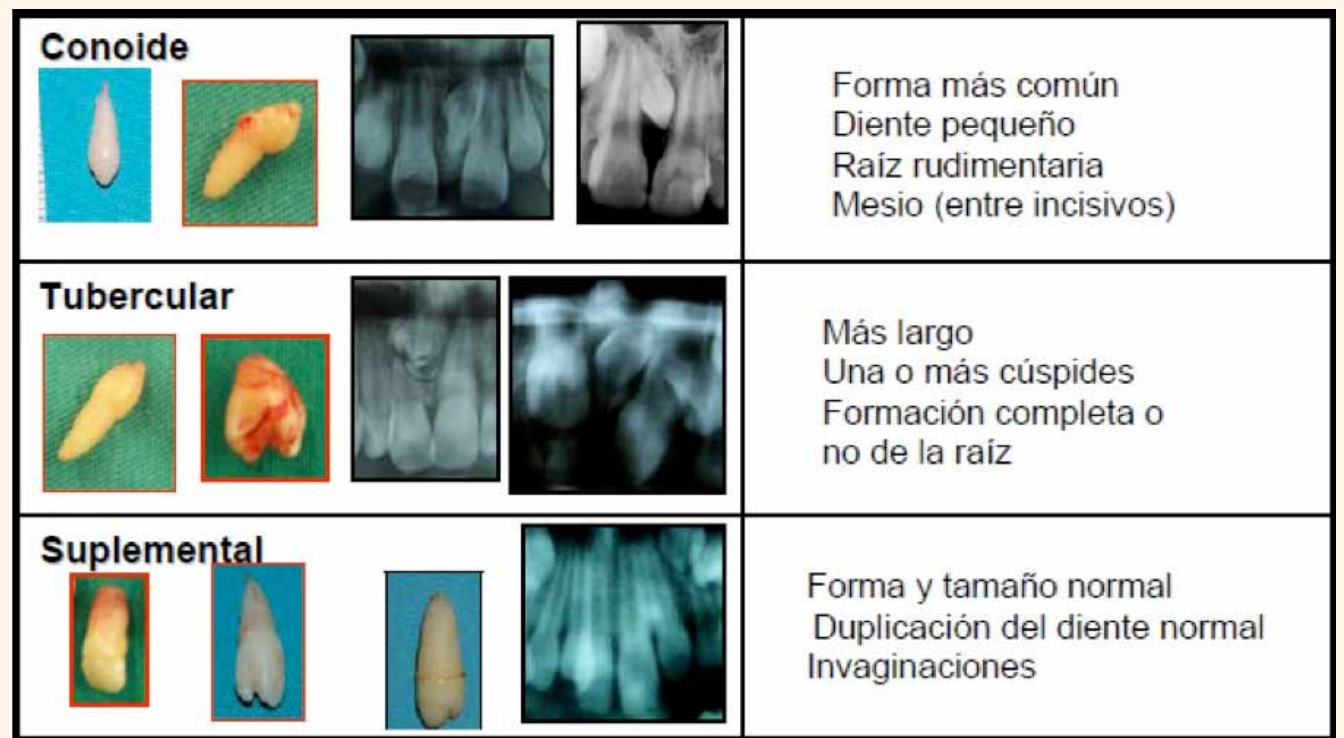 Conoide
Forma más común
Diente pequeño
Raíz rudimentaria
Mesio (entre incisivos)
Tubercular
Más largo
Una o más cúspides
Formación completa o
no de la raíz
Suplemental
Forma y tamaño normal
Duplicación del diente normal
Invaginaciones